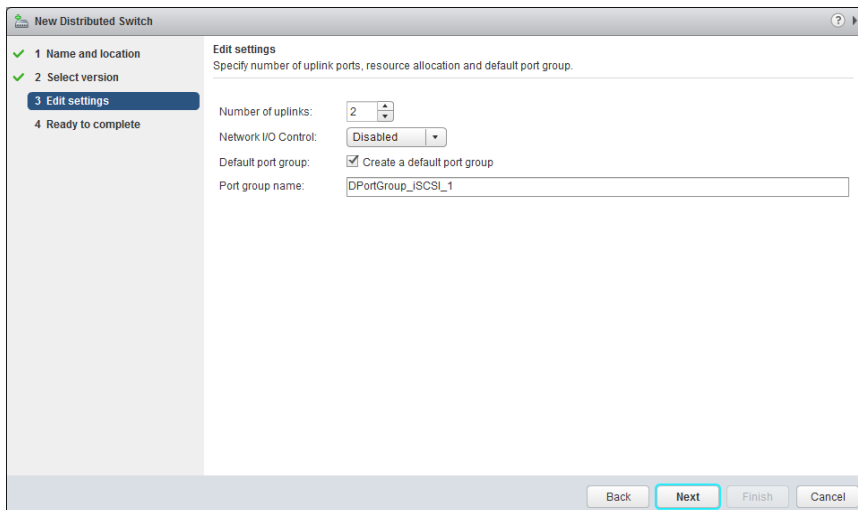 New Distributed Switch
?
1 Name and location
2 Select version
3 Edit settings
4 Ready to complete
Edit settings
Specify number of uplink ports, resource allocation and default port group.
Number of uplinks: 2
Network I/O Control: Disabled
Default port group: Create a default port group
Port group name: DPortGroup_iSCSI_1
Back Next Finish Cancel